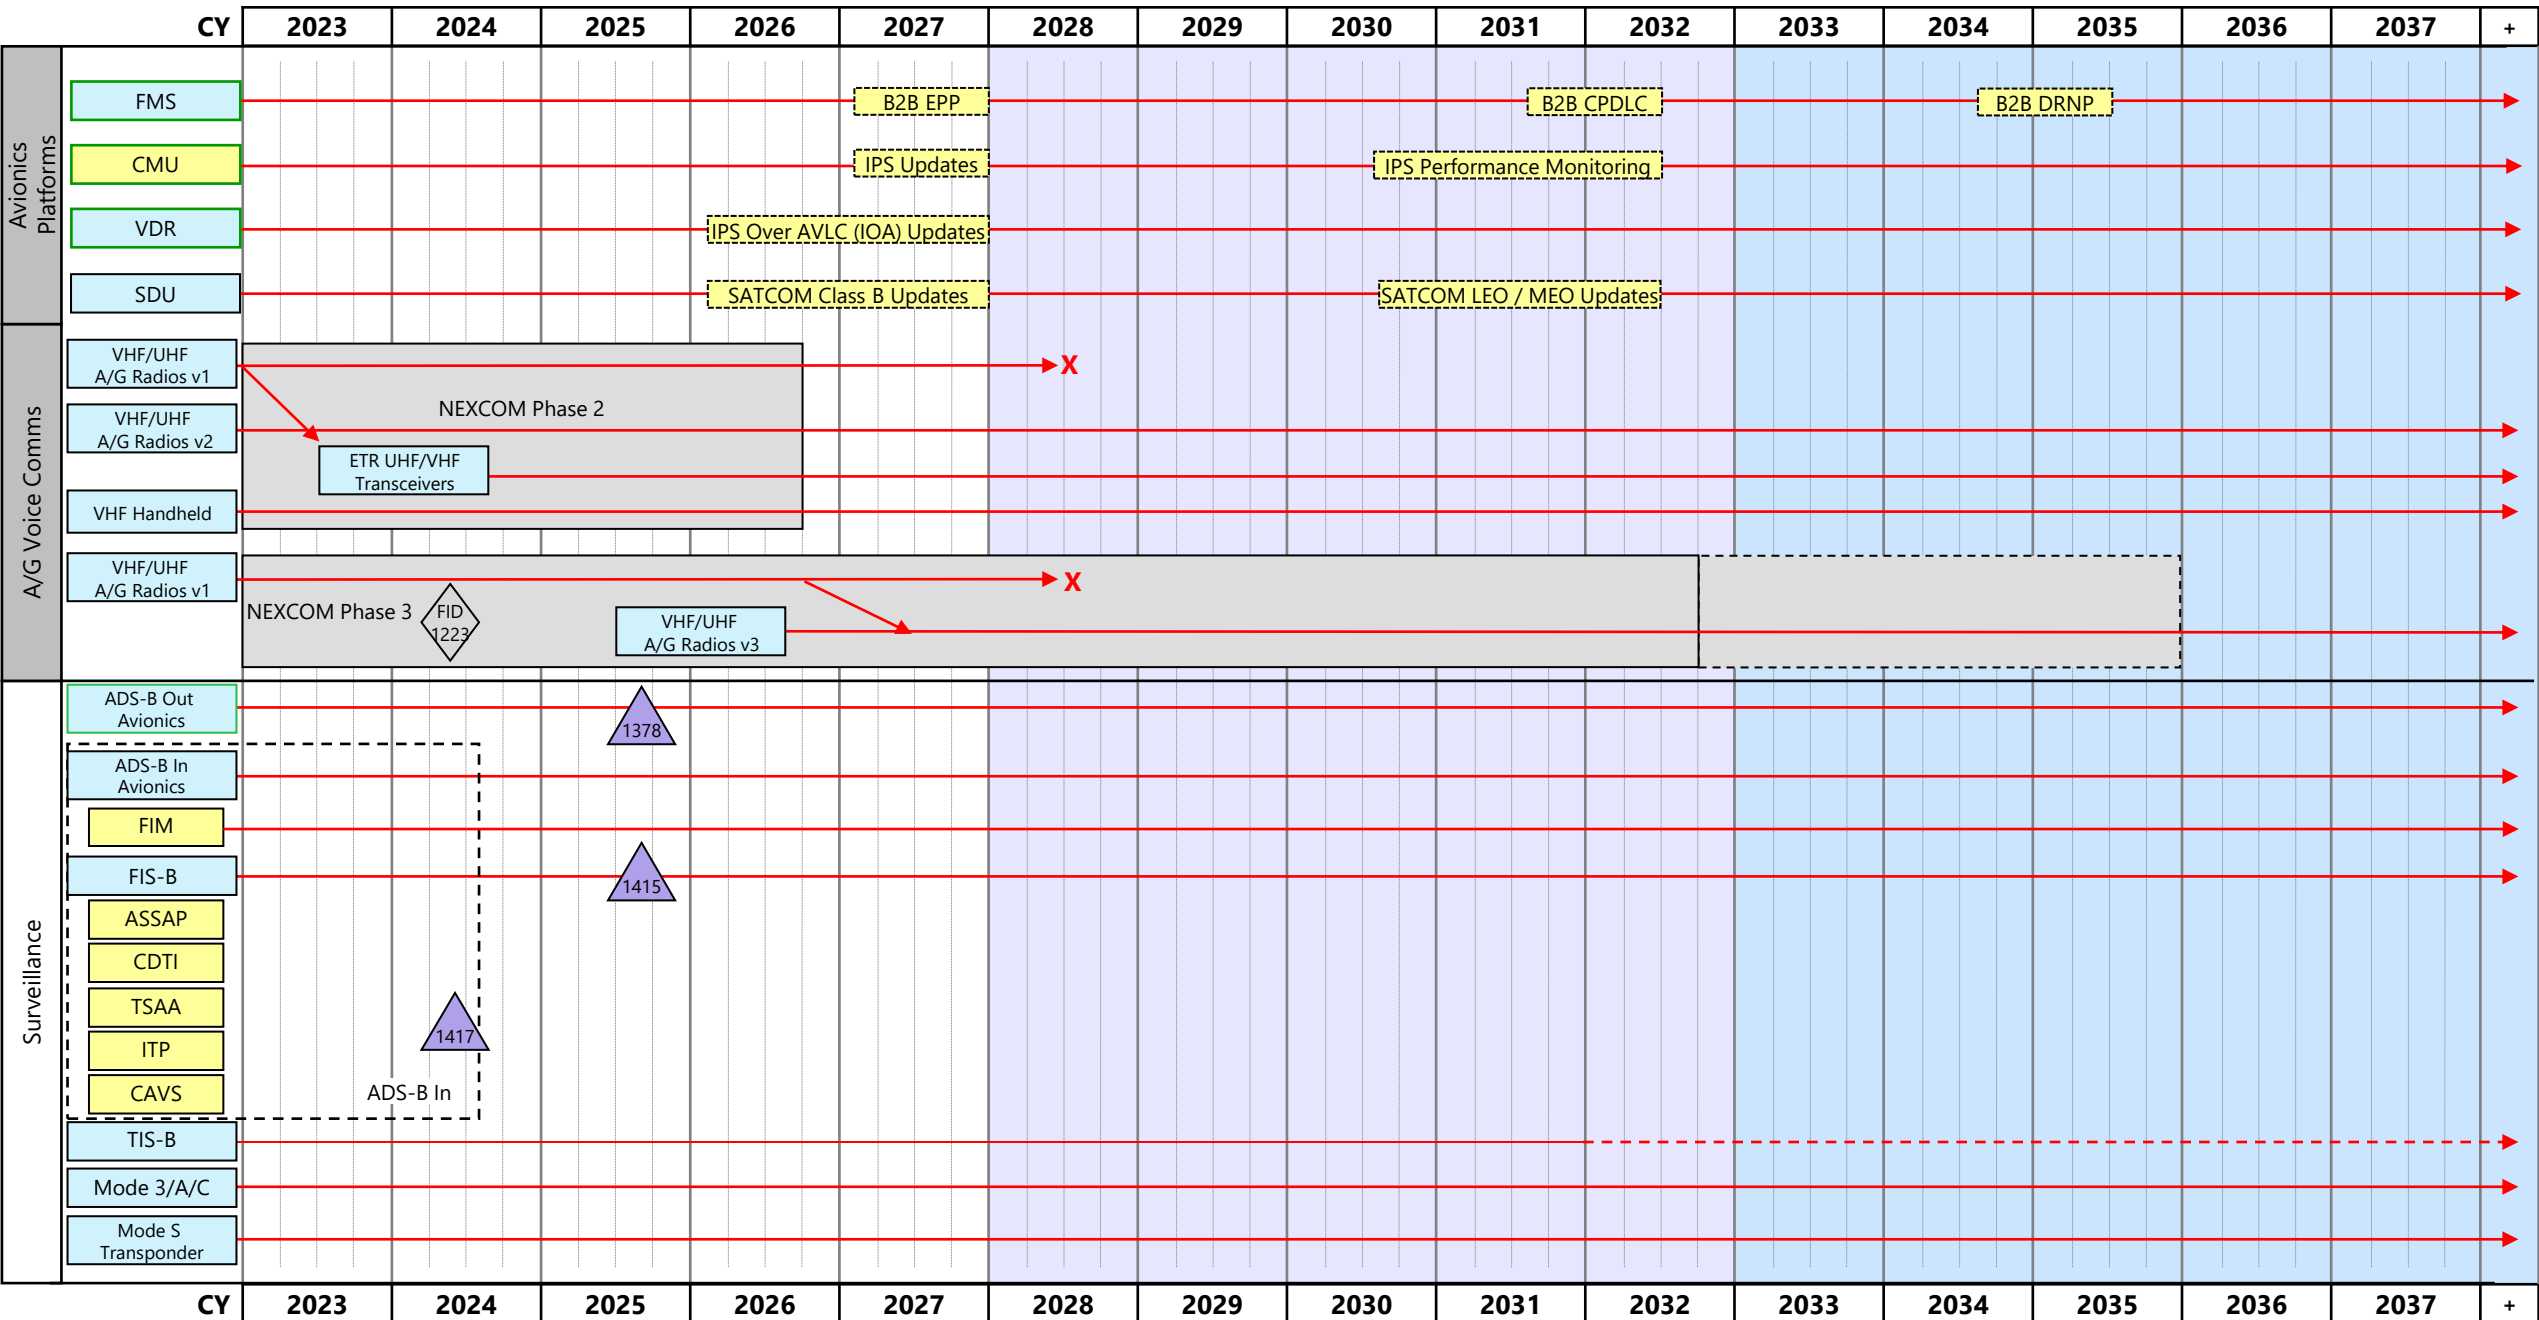 CY 2023 2024 2025 2026 2027 2028 2029 2030 2031 2032 2033 2034 2035 2036 2037 +
Avionics
Platforms
FMS B2B EPP B2B CPDLC B2B DRNP
CMU IPS Updates IPS Performance Monitoring
VDR IPS Over AVLC (IOA) Updates
SDU SATCOM Class B Updates SATCOM LEO / MEO Updates
A/G Voice Comms
VHF/UHF
A/G Radios v1
X
NEXCOM Phase 2
VHF/UHF
A/G Radios v2
ETR UHF/VHF
Transceivers
VHF Handheld
VHF/UHF
A/G Radios v1
X
NEXCOM Phase 3
FID
1223
VHF/UHF
A/G Radios v3
Surveillance
ADS-B Out
Avionics
1378
ADS-B In
Avionics
FIM
FIS-B
1415
ASSAP
CDTI
TSAA
1417
ITP
CAVS
ADS-B In
TIS-B
Mode 3/A/C
Mode S
Transponder
CY 2023 2024 2025 2026 2027 2028 2029 2030 2031 2032 2033 2034 2035 2036 2037 +